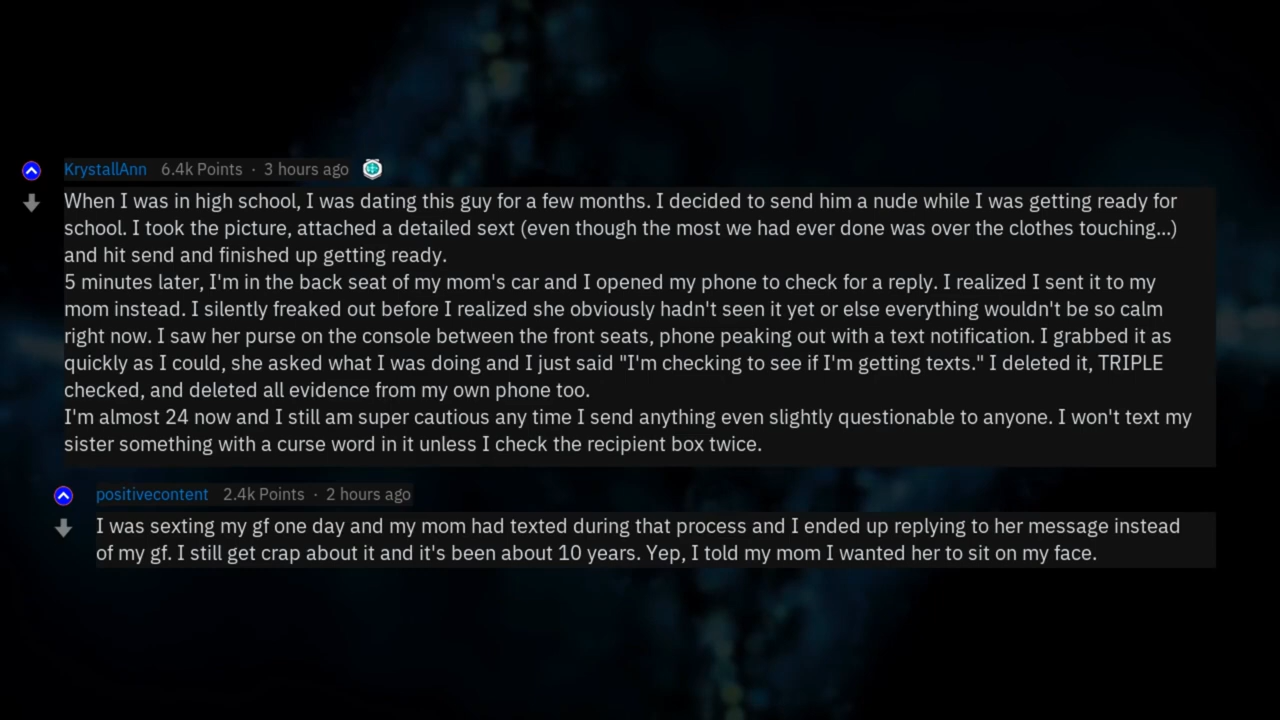 KrystallAnn 6.4k Points · 3 hours ago
When I was in high school, I was dating this guy for a few months. I decided to send him a nude while I was getting ready for
school. I took the picture, attached a detailed sext (even though the most we had ever done was over the clothes touching...)
and hit send and finished up getting ready.
5 minutes later, I'm in the back seat of my mom's car and I opened my phone to check for a reply. I realized I sent it to my
mom instead. I silently freaked out before I realized she obviously hadn't seen it yet or else everything wouldn't be so calm
right now. I saw her purse on the console between the front seats, phone peaking out with a text notification. I grabbed it as
quickly as I could, she asked what I was doing and I just said "I'm checking to see if I'm getting texts." I deleted it, TRIPLE
checked, and deleted all evidence from my own phone too.
I'm almost 24 now and I still am super cautious any time I send anything even slightly questionable to anyone. I won't text my
sister something with a curse word in it unless I check the recipient box twice.
positivecontent 2.4k Points · 2 hours ago
I was sexting my gf one day and my mom had texted during that process and I ended up replying to her message instead
of my gf. I still get crap about it and it's been about 10 years. Yep, I told my mom I wanted her to sit on my face.